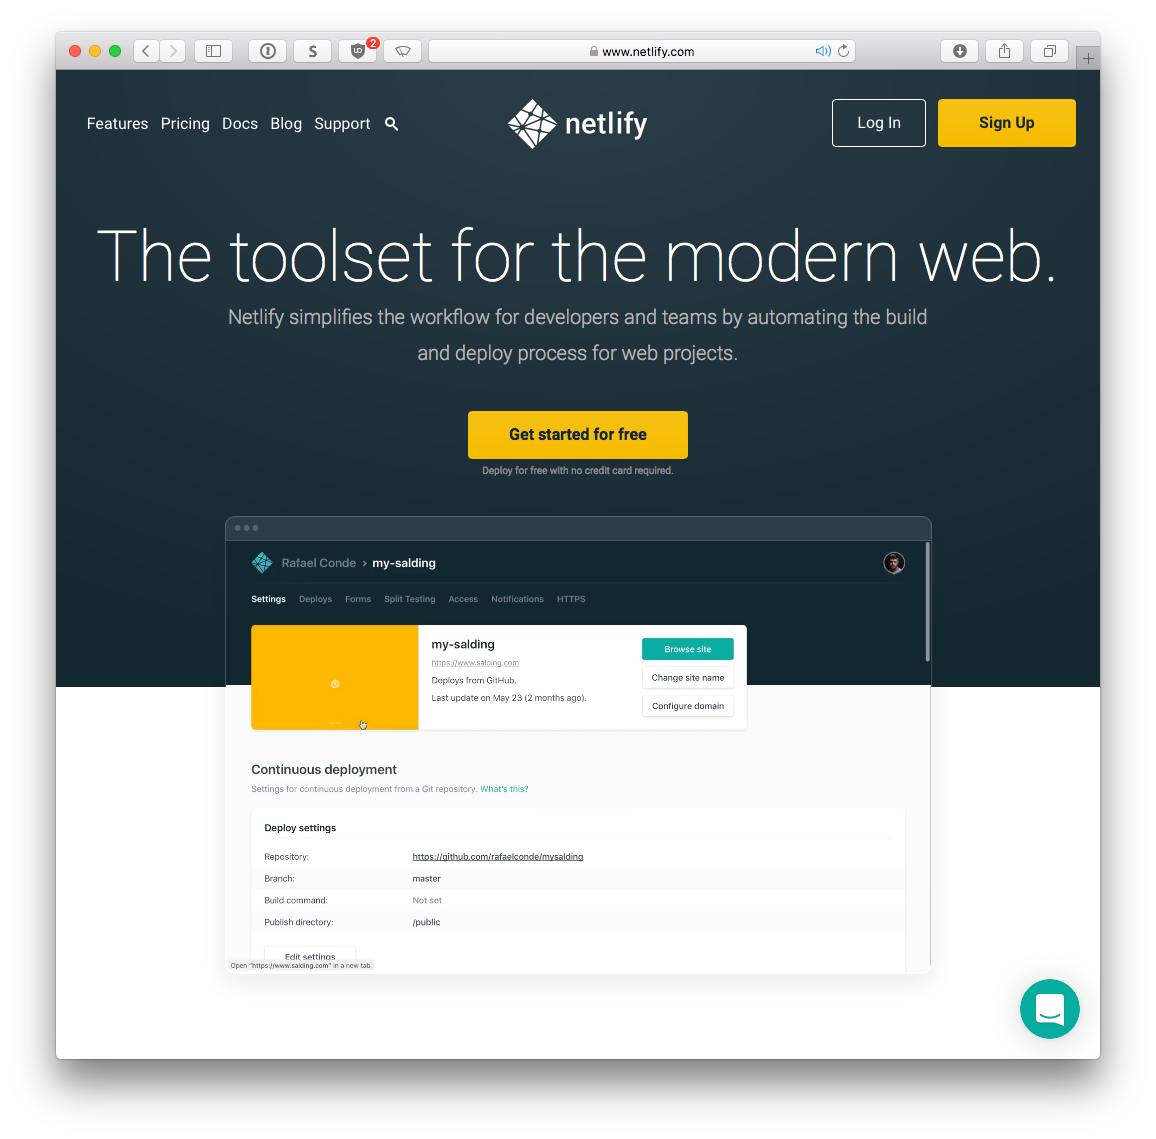 S
2
www.netlify.com
Features Pricing Docs Blog Support
netlify
Log In
Sign Up
The toolset for the modern web.
Netlify simplifies the workflow for developers and teams by automating the build
and deploy process for web projects.
Get started for free
Deploy for free with no credit card required.
Rafael Conde › my-salding
Settings Deploys Forms Split Testing Access Notifications HTTPS
my-salding
https://www.salding.com
Deploys from GitHub.
Last update on May 23 (2 months ago).
Browse site
Change site name
Configure domain
Continuous deployment
Settings for continuous deployment from a Git repository. What's this?
Deploy settings
Repository: https://github.com/rafaelconde/mysalding
Branch: master
Build command: Not set
Publish directory: /public
Edit settings
Open "https://www.salding.com" in a new tab